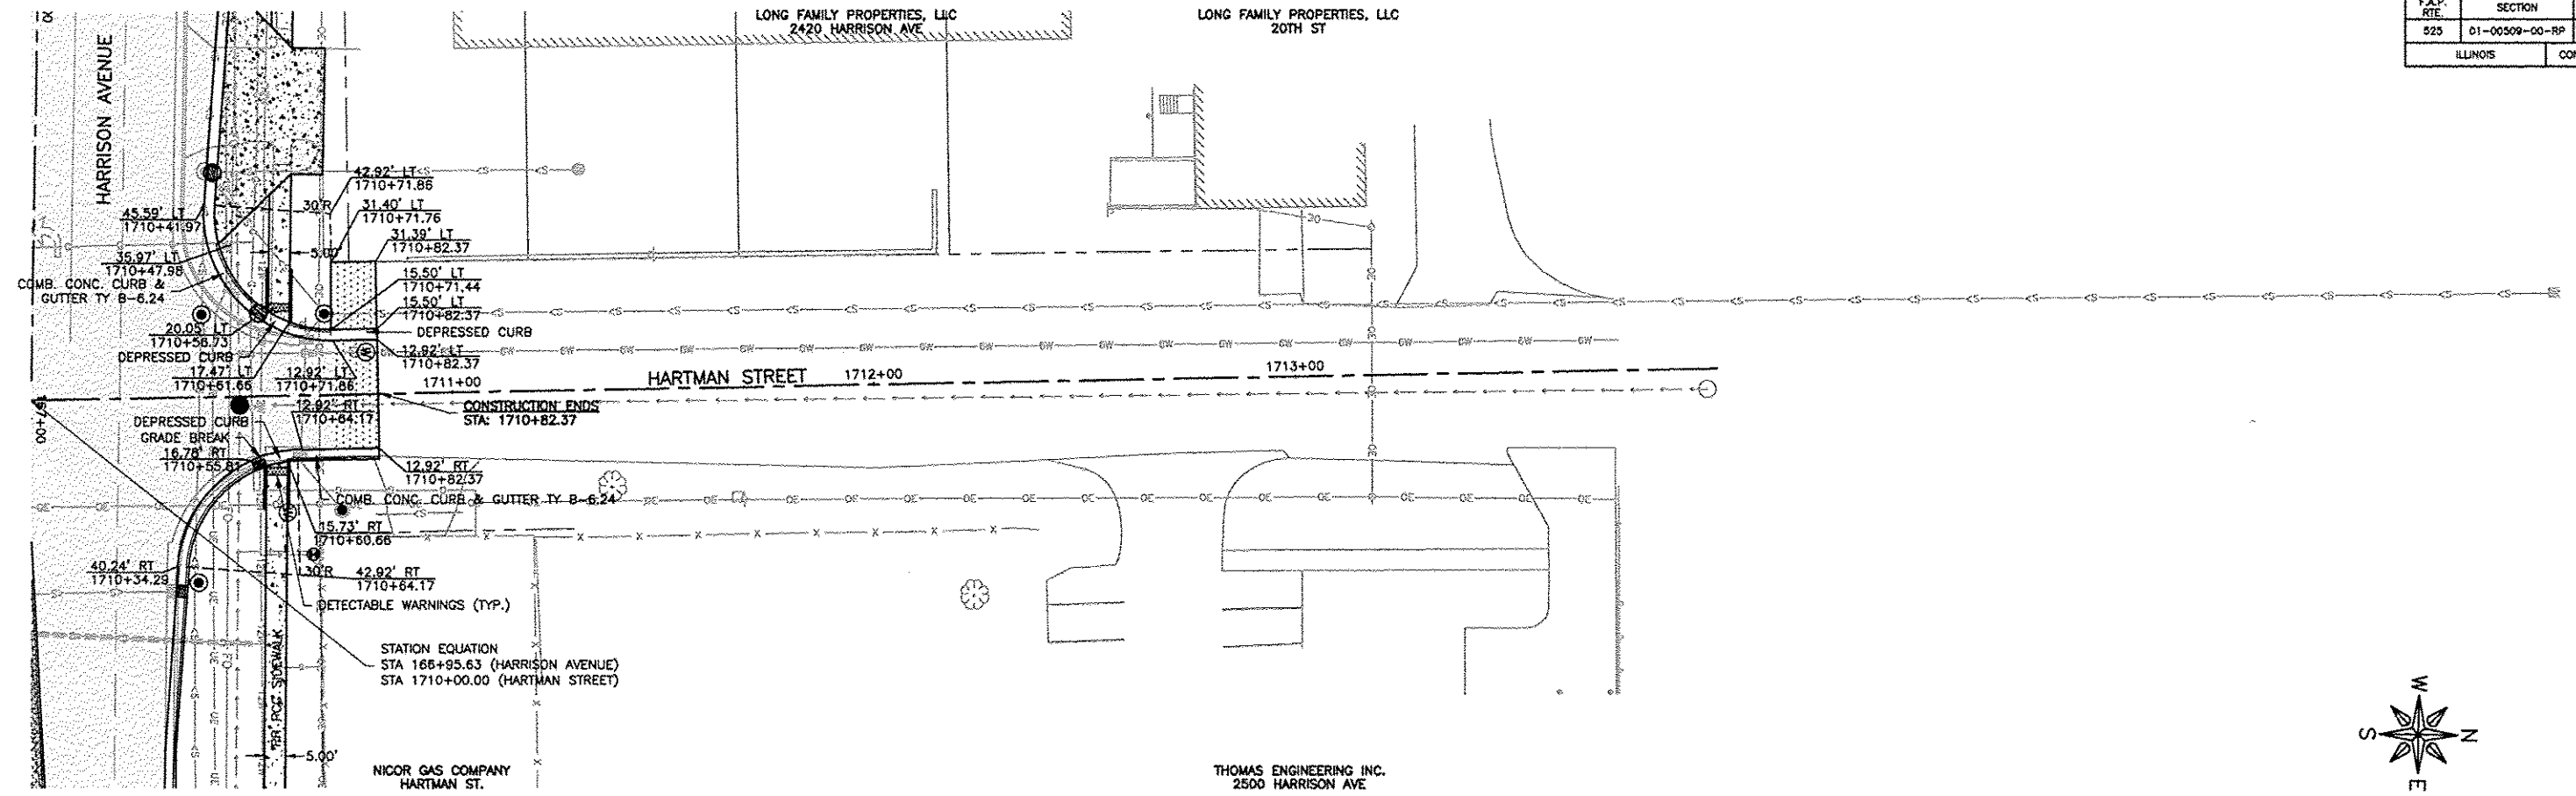 LONG FAMILY PROPERTIES, LLC
2420 HARRISON AVE
LONG FAMILY PROPERTIES, LLC
20TH ST
F.A.P.
RTE.
SECTION
525
01-00509-00-RP
ILLINOIS
HARRISON AVENUE
42.92' LT
1710+71.86
30'R
31.40' LT
1710+71.76
45.59' LT
1710+41.97
31.39' LT
1710+82.37
5.00'
35.97' LT
1710+47.98
COMB. CONC. CURB &
GUTTER TY B-6.24
15.50' LT
1710+71.44
15.50' LT
1710+82.37
DEPRESSED CURB
20.05' LT
1710+56.73
DEPRESSED CURB
12.92' LT
1710+82.37
17.47' LT
1710+61.66
12.92' LT
1710+71.86
1711+00
HARTMAN STREET
1712+00
1713+00
167+00
12.92' RT
1710+64.17
CONSTRUCTION ENDS
STA: 1710+82.37
DEPRESSED CURB
GRADE BREAK
16.78' RT
1710+55.81
12.92' RT
1710+82.37
COMB. CONC. CURB & GUTTER TY B-6.24
15.73' RT
1710+60.66
40.24' RT
1710+34.29
30'R
42.92' RT
1710+64.17
DETECTABLE WARNINGS (TYP.)
STATION EQUATION
STA 166+95.63 (HARRISON AVENUE)
STA 1710+00.00 (HARTMAN STREET)
PCC SIDEWALK
5.00'
NICOR GAS COMPANY
HARTMAN ST.
THOMAS ENGINEERING INC.
2500 HARRISON AVE
W
S
N
E